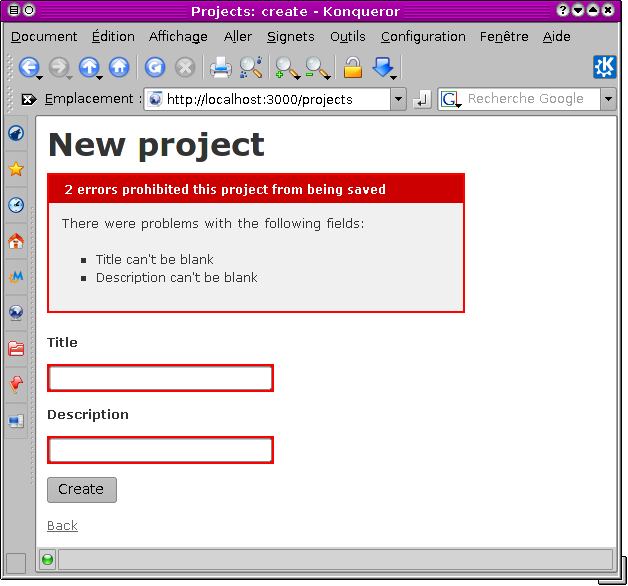 Projects: create - Konqueror
Document Édition Affichage Aller Signets Outils Configuration Fenêtre Aide
Emplacement : http://localhost:3000/projects G Recherche Google
New project
2 errors prohibited this project from being saved
There were problems with the following fields:
Title can't be blank
Description can't be blank
Title
Description
Create
Back